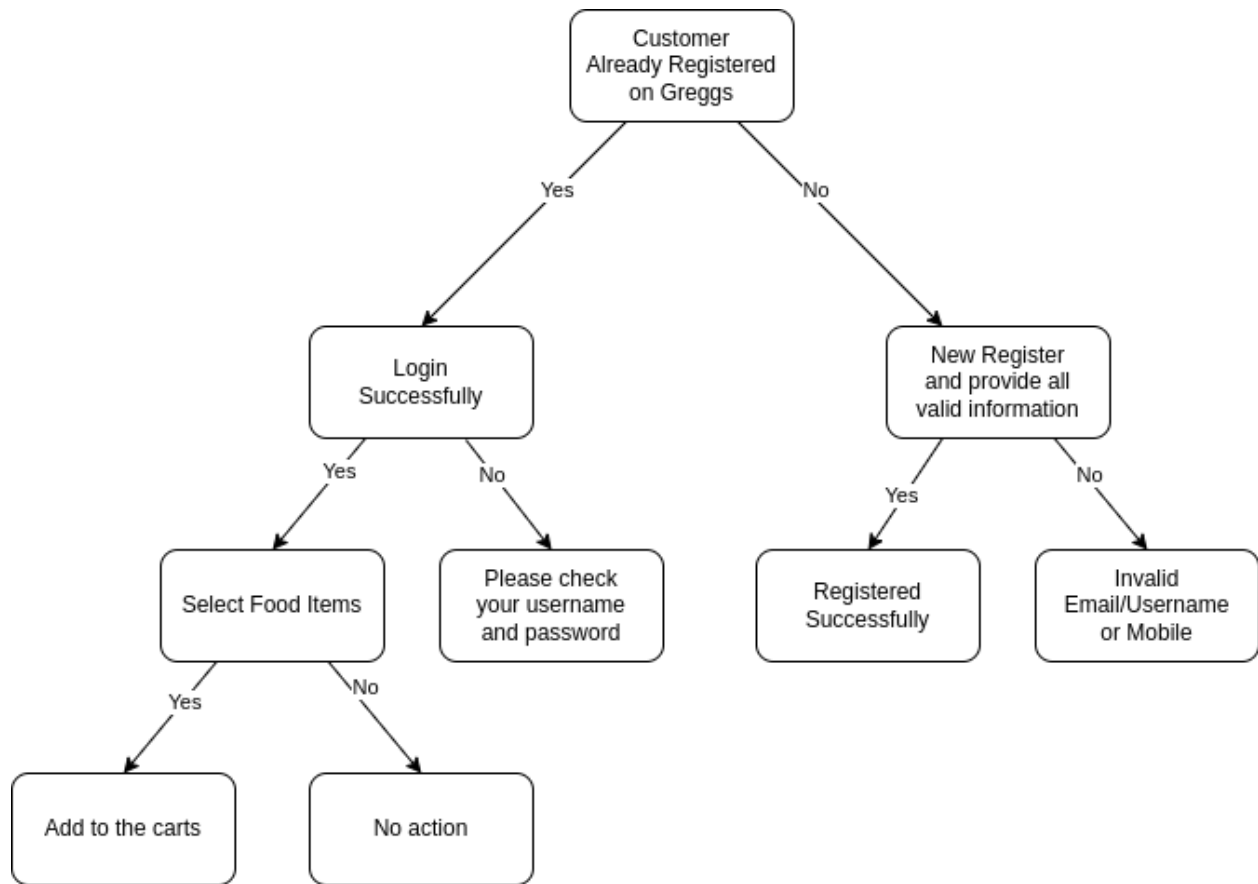 Customer
Already Registered
on Greggs
Yes
No
Login
Successfully
New Register
and provide all
valid information
Yes
No
Yes
No
Select Food Items
Please check
your username
and password
Registered
Successfully
Invalid
Email/Username
or Mobile
Yes
No
Add to the carts
No action